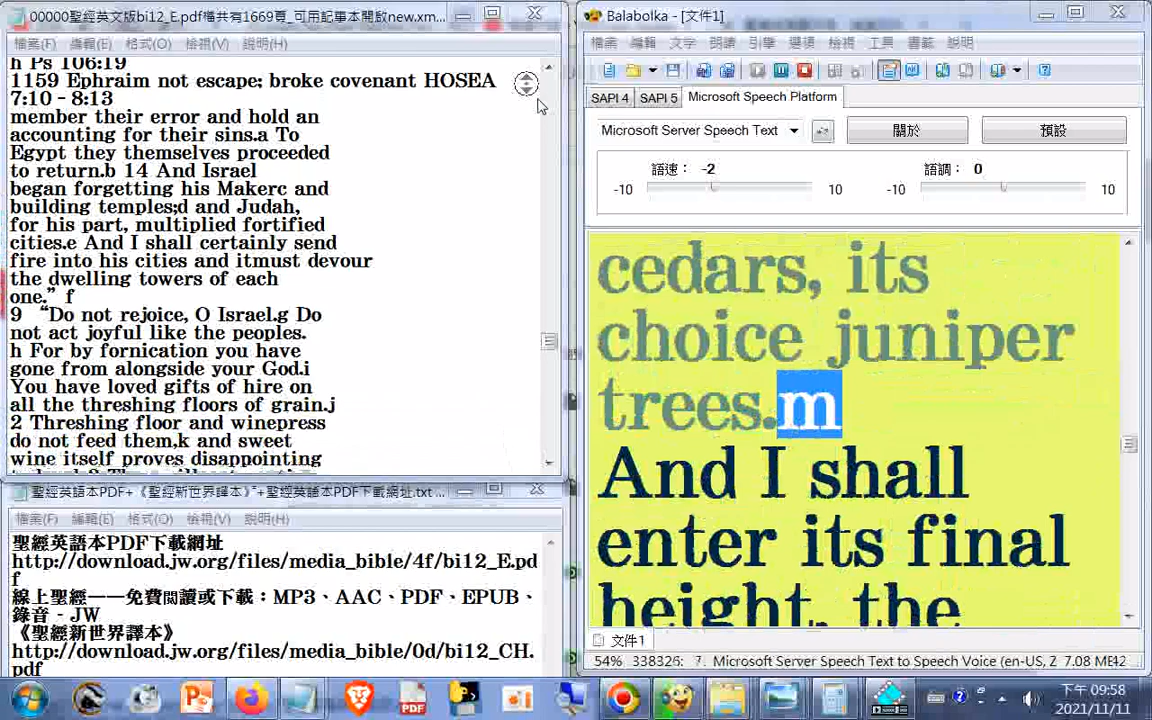 00000聖經英文版bi12_E.pdf檔共有1669頁_可用記事本開啟new.xm...
檔案(F) 編輯(E) 格式(O) 檢視(V) 說明(H)
h Ps 106:19
1159 Ephraim not escape; broke covenant HOSEA
7:10 - 8:13
member their error and hold an
accounting for their sins.a To
Egypt they themselves proceeded
to return.b 14 And Israel
began forgetting his Makerc and
building temples;d and Judah,
for his part, multiplied fortified
cities.e And I shall certainly send
fire into his cities and itmust devour
the dwelling towers of each
one.” f
9 “Do not rejoice, O Israel.g Do
not act joyful like the peoples.
h For by fornication you have
gone from alongside your God.i
You have loved gifts of hire on
all the threshing floors of grain.j
2 Threshing floor and winepress
do not feed them,k and sweet
wine itself proves disappointing
聖經英語本PDF+《聖經新世界譯本》"+聖經英語本PDF下載網址.txt ...
檔案(F) 編輯(E) 格式(O) 檢視(V) 說明(H)
聖經英語本PDF下載網址
http://download.jw.org/files/media_bible/4f/bi12_E.pd
f
線上聖經——免費閱讀或下載：MP3、AAC、PDF、EPUB、
錄音 - JW
《聖經新世界譯本》
http://download.jw.org/files/media_bible/0d/bi12_CH.
pdf
Balabolka - [文件1]
檔案 編輯 文字 朗讀 引擎 選項 檢視 工具 書籤 說明
SAPI 4 SAPI 5 Microsoft Speech Platform
Microsoft Server Speech Text 關於 預設
語速： -2 語調： 0
-10 10 -10 10
cedars, its
choice juniper
trees.m
And I shall
enter its final
height, the
文件1
54% 338326: 7. Microsoft Server Speech Text to Speech Voice (en-US, Z 7.08 ME42
下午 09:58
2021/11/11